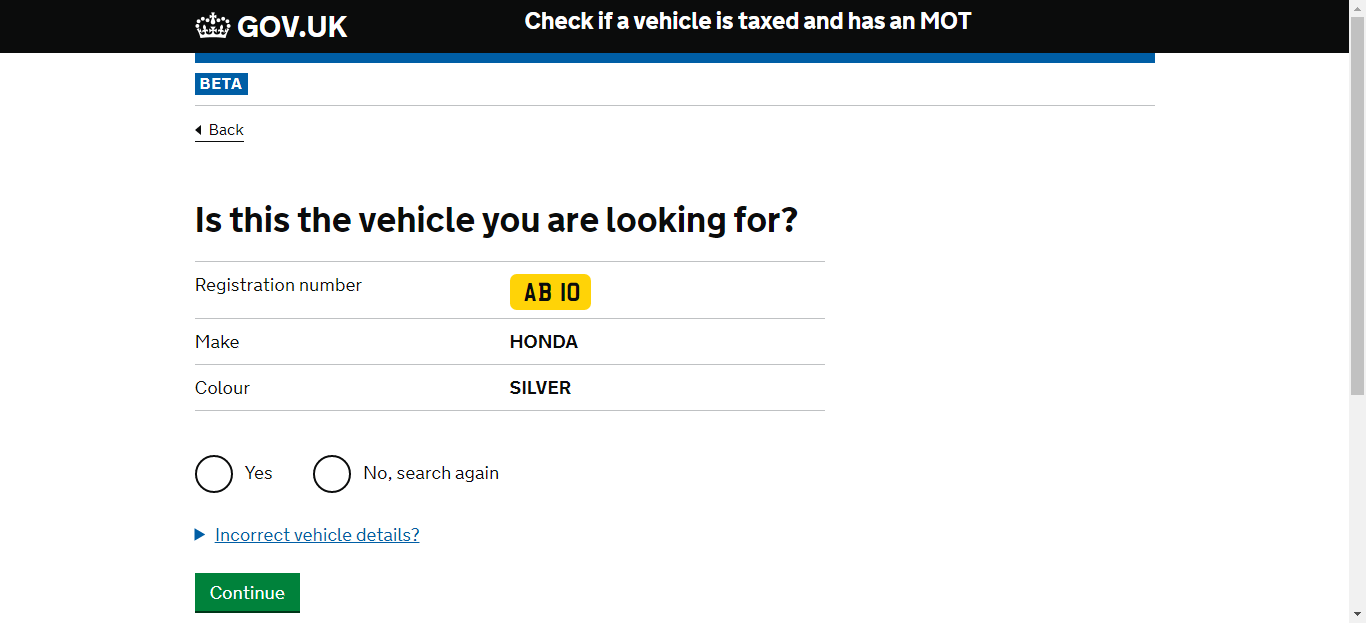 GOV.UK
Check if a vehicle is taxed and has an MOT
BETA
Back
Is this the vehicle you are looking for?
Registration number AB 10
Make HONDA
Colour SILVER
Yes No, search again
Incorrect vehicle details?
Continue